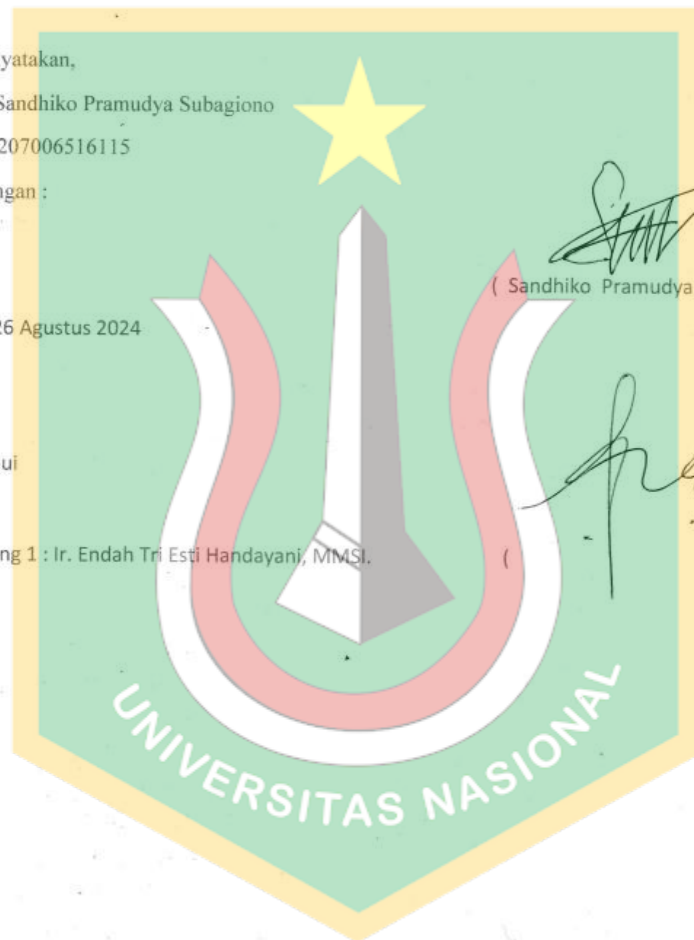 yatakan,
Sandhiko Pramudya Subagiono
207006516115
ngan :
( Sandhiko Pramudya
26 Agustus 2024
ui
ng 1 : Ir. Endah Tri Esti Handayani, MMSI. (
UNIVERSITAS NASIONAL